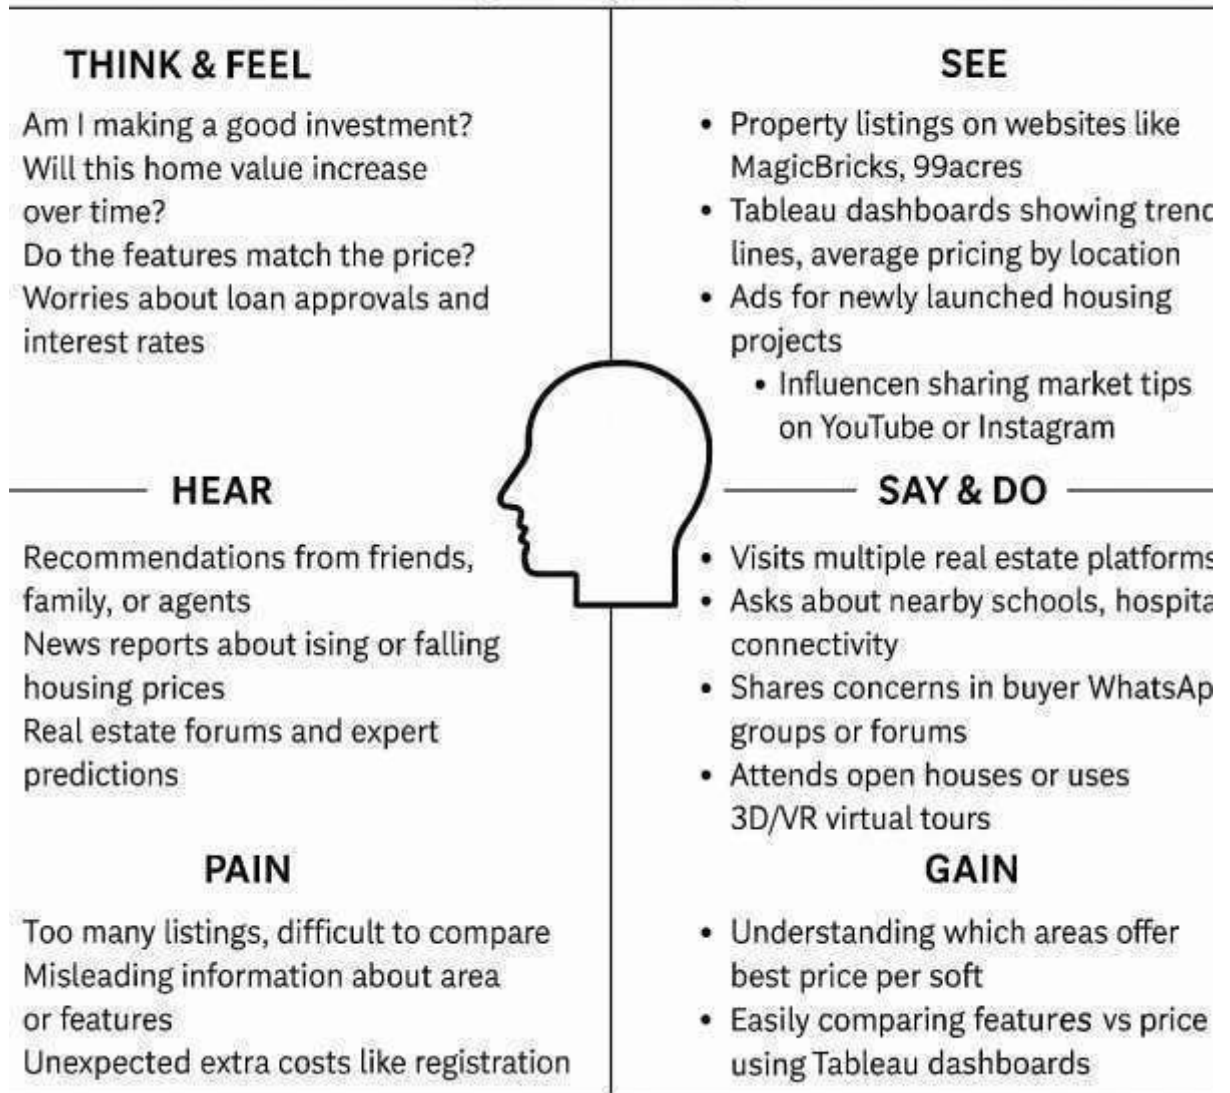 THINK & FEEL
Am I making a good investment?
Will this home value increase
over time?
Do the features match the price?
Worries about loan approvals and
interest rates
SEE
• Property listings on websites like
MagicBricks, 99acres
• Tableau dashboards showing trend
lines, average pricing by location
• Ads for newly launched housing
projects
• Influencen sharing market tips
on YouTube or Instagram
HEAR
Recommendations from friends,
family, or agents
News reports about ising or falling
housing prices
Real estate forums and expert
predictions
SAY & DO
• Visits multiple real estate platforms
• Asks about nearby schools, hospita
connectivity
• Shares concerns in buyer WhatsAp
groups or forums
• Attends open houses or uses
3D/VR virtual tours
PAIN
Too many listings, difficult to compare
Misleading information about area
or features
Unexpected extra costs like registration
GAIN
• Understanding which areas offer
best price per soft
• Easily comparing features vs price
using Tableau dashboards